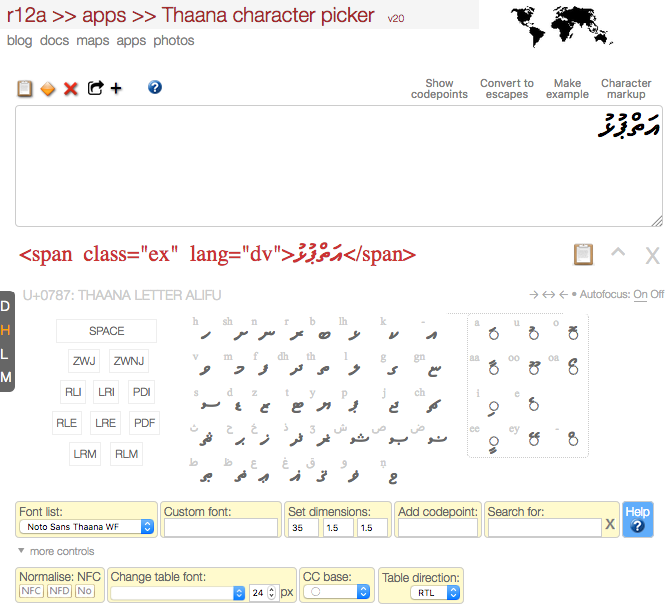 r12a >> apps >> Thaana character picker v20
blog docs maps apps photos
Show codepoints
Convert to escapes
Make example
Character markup
އަތްޕުޅު
<span class="ex" lang="dv">އަތްޕުޅު</span>
X
U+0787: THAANA LETTER ALIFU
→ ↔ ← • Autofocus: On Off
D
H
L
M
SPACE
ZWJ ZWNJ
RLI LRI PDI
RLE LRE PDF
LRM RLM
h sh n r b lh k -
ހ ށ ނ ރ ބ ޅ ކ އ
v m f dh th l g gn
ވ މ ފ ދ ތ ލ ގ ޏ
s d z t y p j ch
ސ ޑ ޒ ޓ ޔ ޕ ޖ ޗ
ث ح خ ذ ʒ ش ص ض
ޘ ޙ ޚ ޛ ޜ ޝ ޞ ޟ
ط ظ ع غ ق و ṇ
ޠ ޡ ޢ ޣ ޤ ޥ ޱ
a u o
◌ަ ◌ު ◌ޮ
aa oo oa
◌ާ ◌ޫ ◌ޯ
i e
◌ި ◌ެ
ee ey -
◌ީ ◌ޭ ◌ް
Font list: Custom font: Set dimensions: Add codepoint: Search for: Help
Noto Sans Thaana WF 35 1.5 1.5 X ?
▼ more controls
Normalise: NFC Change table font: CC base: Table direction:
NFC NFD No 24 px ◌ RTL